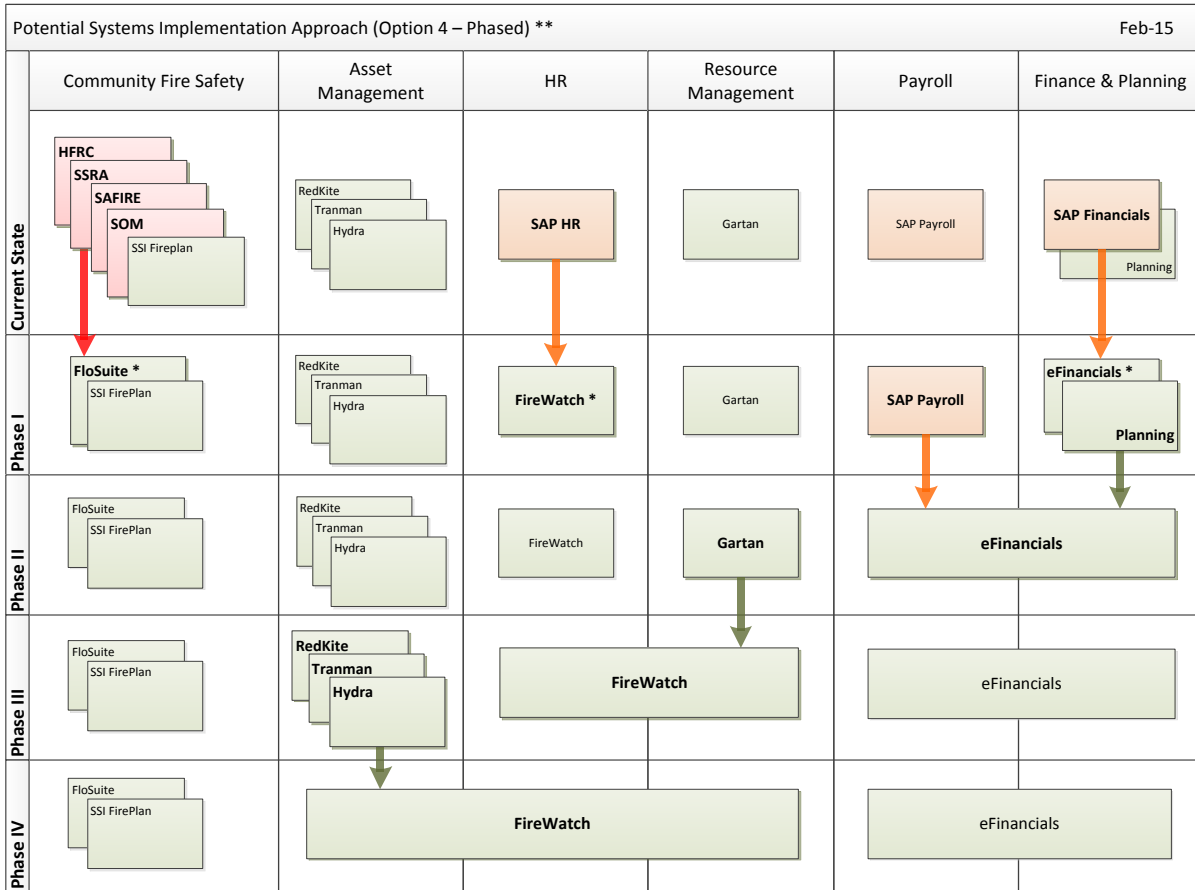 Potential Systems Implementation Approach (Option 4 – Phased) **
Feb-15
Community Fire Safety
Asset
Management
HR
Resource
Management
Payroll
Finance & Planning
Current State
HFRC
SSRA
SAFIRE
SOM
SSI Fireplan
RedKite
Tranman
Hydra
SAP HR
Gartan
SAP Payroll
SAP Financials
Planning
Phase I
FloSuite *
SSI FirePlan
RedKite
Tranman
Hydra
FireWatch *
Gartan
SAP Payroll
eFinancials *
Planning
Phase II
FloSuite
SSI FirePlan
RedKite
Tranman
Hydra
FireWatch
Gartan
eFinancials
Phase III
FloSuite
SSI FirePlan
RedKite
Tranman
Hydra
FireWatch
eFinancials
Phase IV
FloSuite
SSI FirePlan
FireWatch
eFinancials